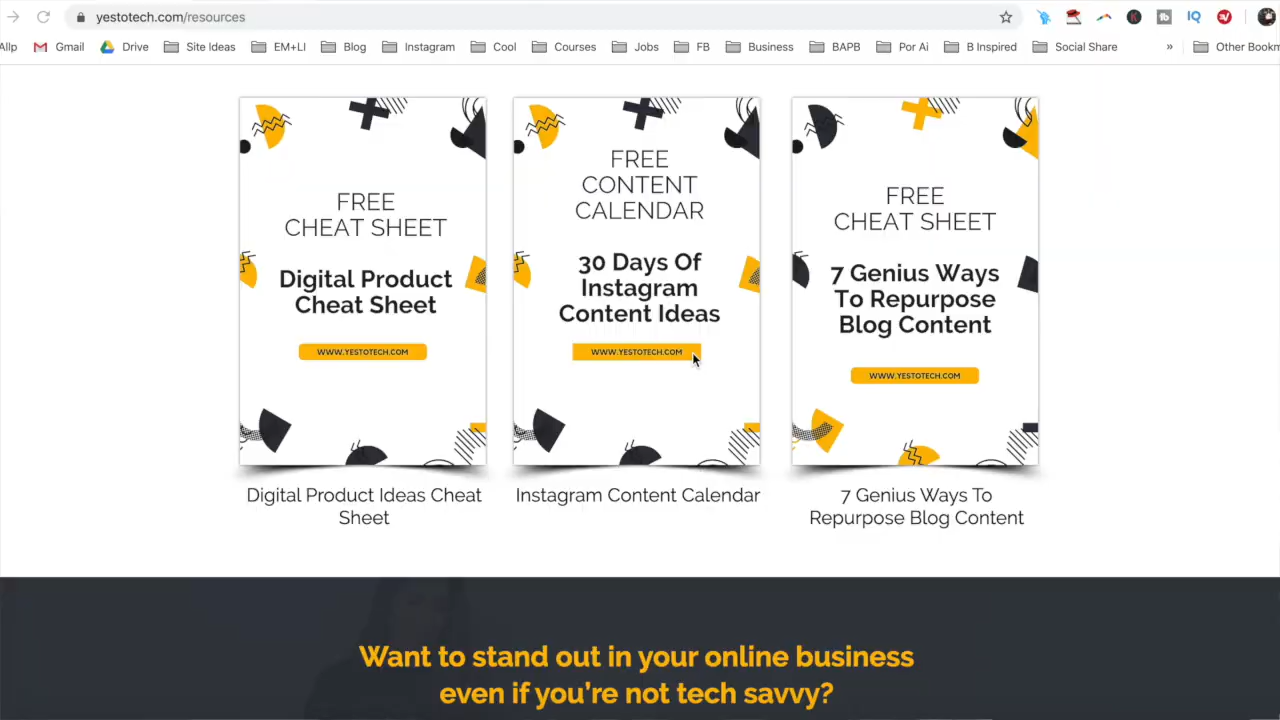 yestotech.com/resources
Allp Gmail Drive Site Ideas EM+LI Blog Instagram Cool Courses Jobs FB Business BAPB Por Ai B Inspired Social Share » Other Bookm
FREE
CHEAT SHEET
Digital Product
Cheat Sheet
WWW.YESTOTECH.COM
Digital Product Ideas Cheat
Sheet
FREE
CONTENT
CALENDAR
30 Days Of
Instagram
Content Ideas
WWW.YESTOTECH.COM
Instagram Content Calendar
FREE
CHEAT SHEET
7 Genius Ways
To Repurpose
Blog Content
WWW.YESTOTECH.COM
7 Genius Ways To
Repurpose Blog Content
Want to stand out in your online business
even if you're not tech savvy?